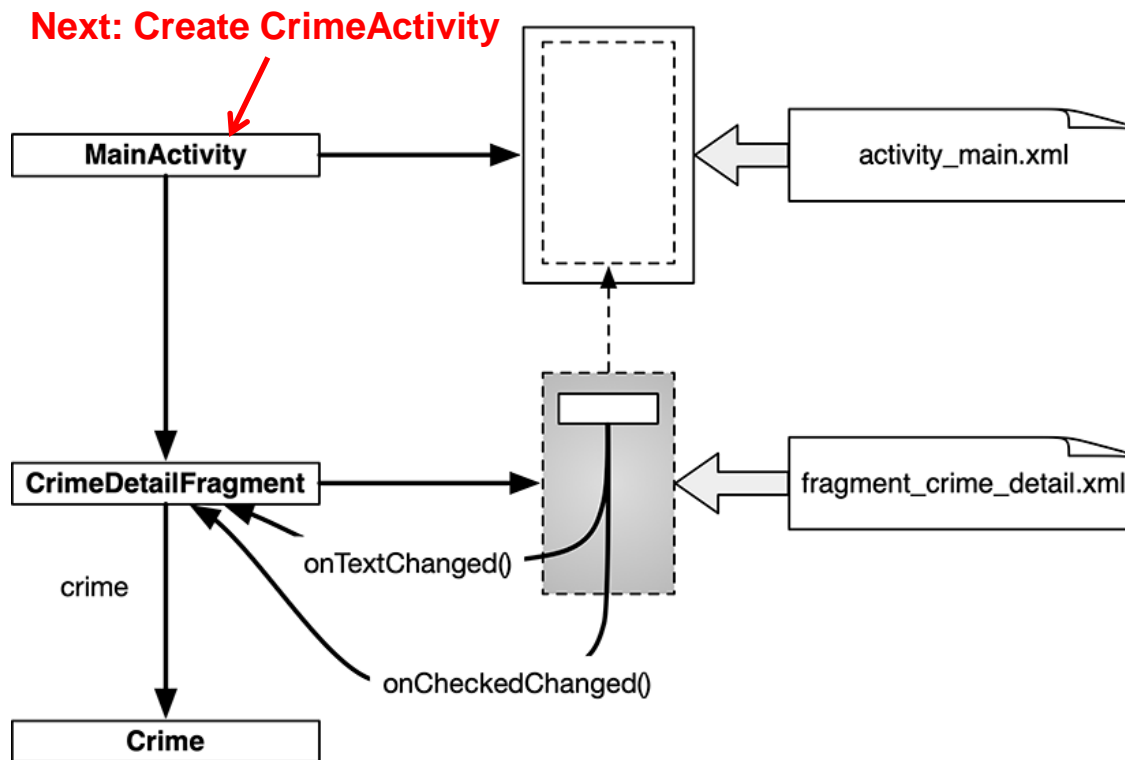 Next: Create CrimeActivity
MainActivity
activity_main.xml
CrimeDetailFragment
fragment_crime_detail.xml
onTextChanged()
crime
onCheckedChanged()
Crime